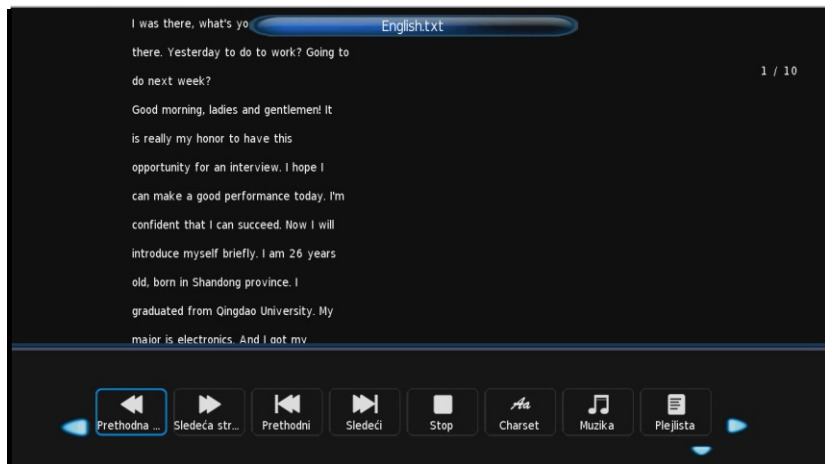 English.txt
I was there, what's yo
there. Yesterday to do to work? Going to
do next week?
1 / 10
Good morning, ladies and gentlemen! It
is really my honor to have this
opportunity for an interview. I hope I
can make a good performance today. I'm
confident that I can succeed. Now I will
introduce myself briefly. I am 26 years
old, born in Shandong province. I
graduated from Qingdao University. My
major is electronics. And I got my
Prethodna ...
Sledeća str...
Prethodni
Sledeći
Stop
Aa
Charset
Muzika
Plejlista